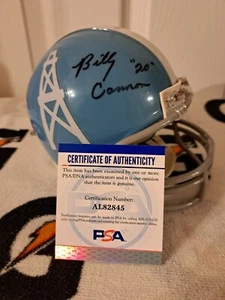 Billy "20"
Cannon
CERTIFICATE OF AUTHENTICITY
This item has been examined by one or more
PSA/DNA authenticators and it is our opinion
that the item is genuine.
Certification Number:
AL82845
PSA